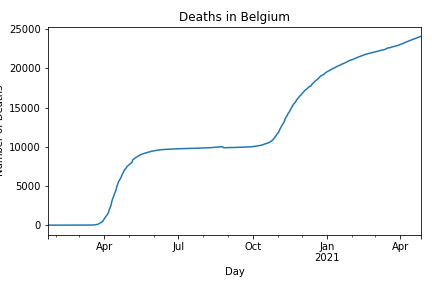 Deaths in Belgium
Number of Deaths
25000
20000
15000
10000
5000
0
Apr
Jul
Oct
Jan
2021
Apr
Day